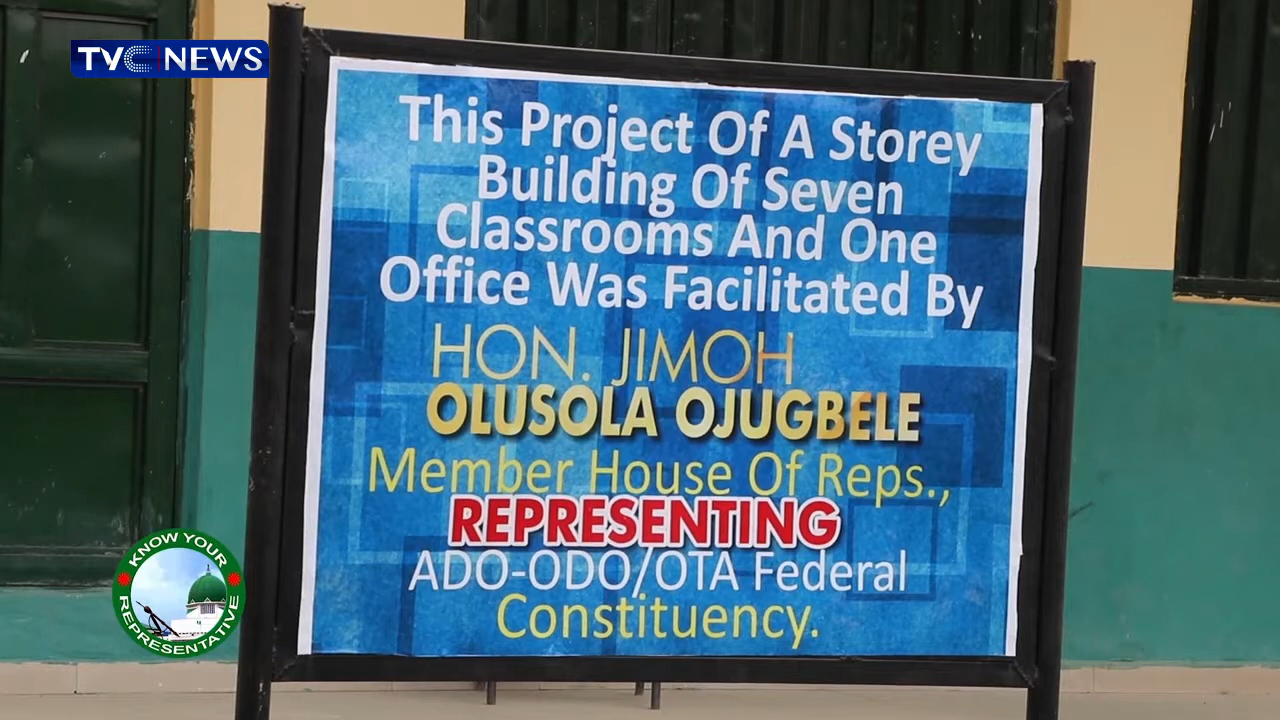 TVC NEWS
This Project Of A Storey
Building Of Seven
Classrooms And One
Office Was Facilitated By
HON. JIMOH
OLUSOLA OJUGBELE
Member House Of Reps.,
REPRESENTING
ADO-ODO/OTA Federal
Constituency.
KNOW YOUR
REPRESENTATIVE